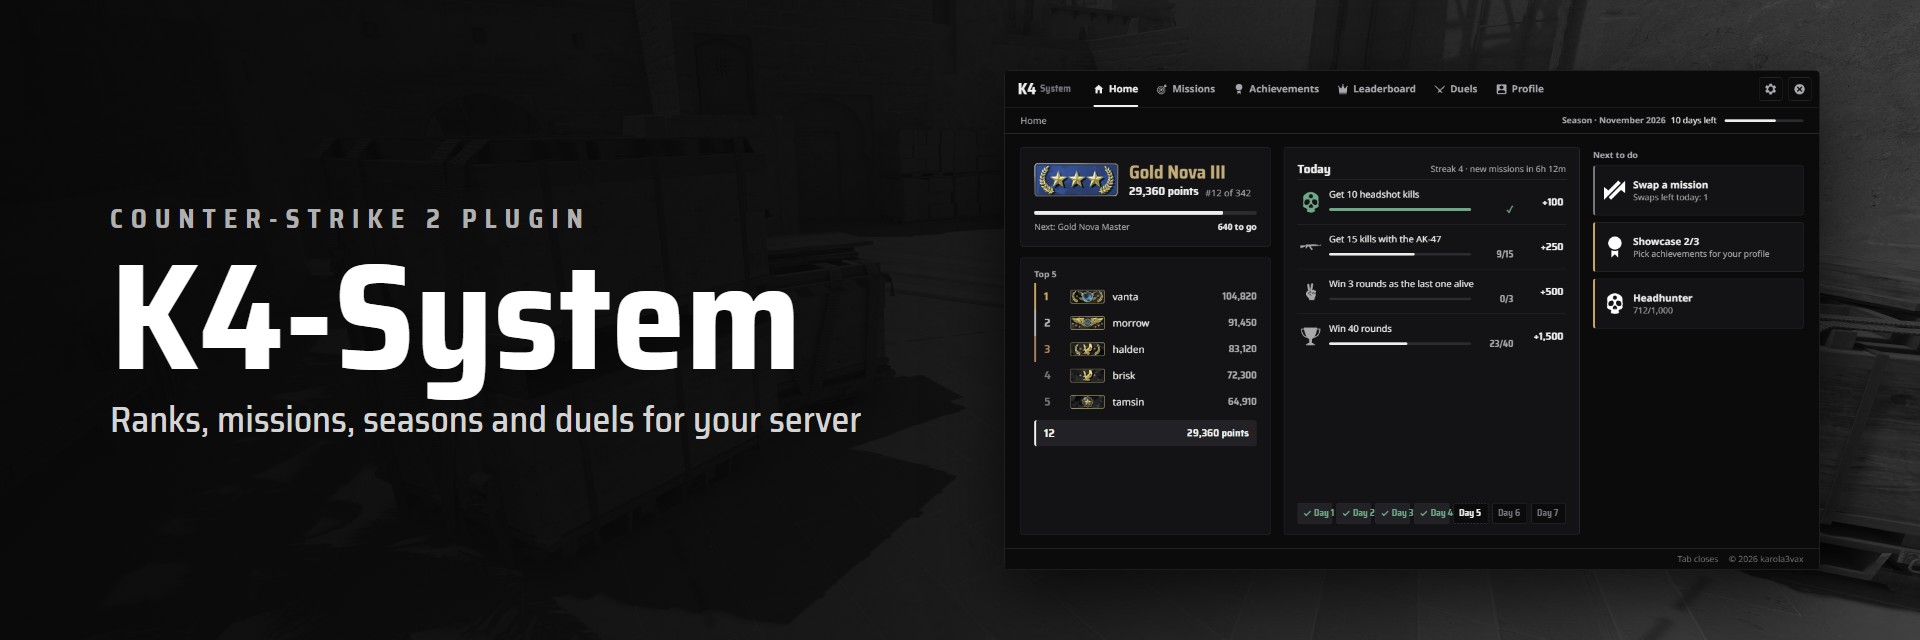 COUNTER-STRIKE 2 PLUGIN
K4-System
Ranks, missions, seasons and duels for your server
K4 System
Home
Missions
Achievements
Leaderboard
Duels
Profile
Home
Season · November 2026 10 days left
Gold Nova III
29,360 points #12 of 342
Next: Gold Nova Master 640 to go
Top 5
1 vanta 104,820
2 morrow 91,450
3 halden 83,120
4 brisk 72,300
5 tamsin 64,910
12 29,360 points
Today Streak 4 · new missions in 6h 12m
Get 10 headshot kills ✓ +100
Get 15 kills with the AK-47 9/15 +250
Win 3 rounds as the last one alive 0/3 +500
Win 40 rounds 23/40 +1,500
✓ Day 1 ✓ Day 2 ✓ Day 3 ✓ Day 4 Day 5 Day 6 Day 7
Next to do
Swap a mission
Swaps left today: 1
Showcase 2/3
Pick achievements for your profile
Headhunter
712/1,000
Tab closes © 2026 karola3vax